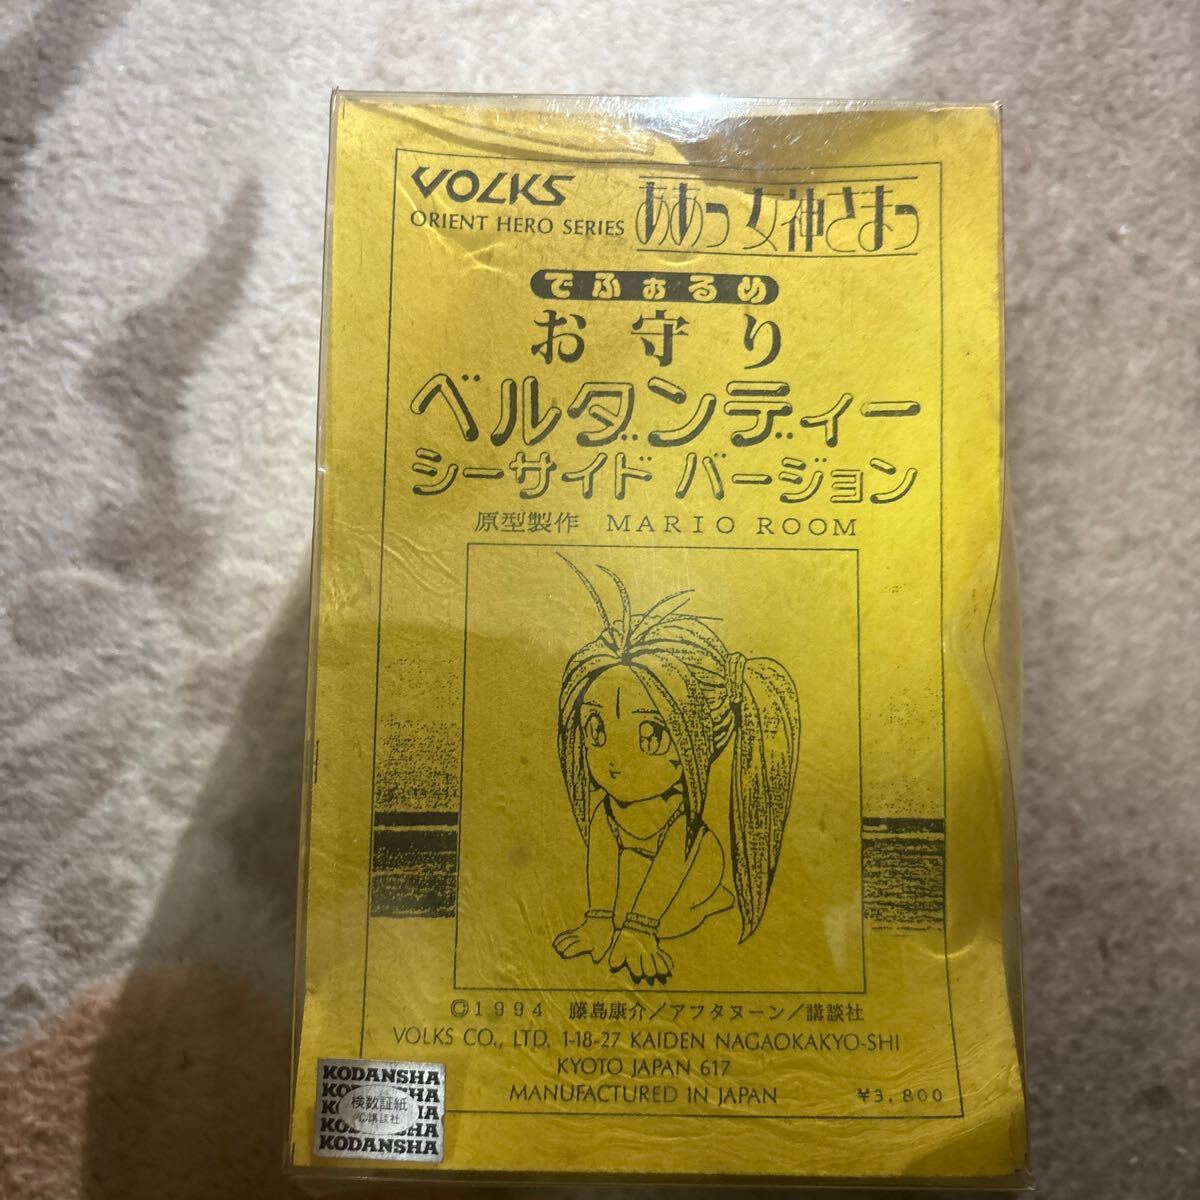 VOLKS
ORIENT HERO SERIES
ああっ女神さまっ
でふぉるめ
お守り
ベルダンディー
シーサイド バージョン
原型製作 MARIO ROOM
©1994 藤島康介/アフタヌーン/講談社
VOLKS CO., LTD. 1-18-27 KAIDEN NAGAOKAKYO-SHI
KYOTO JAPAN 617
MANUFACTURED IN JAPAN ¥3,800
KODANSHA
検数証紙
©講談社
KODANSHA